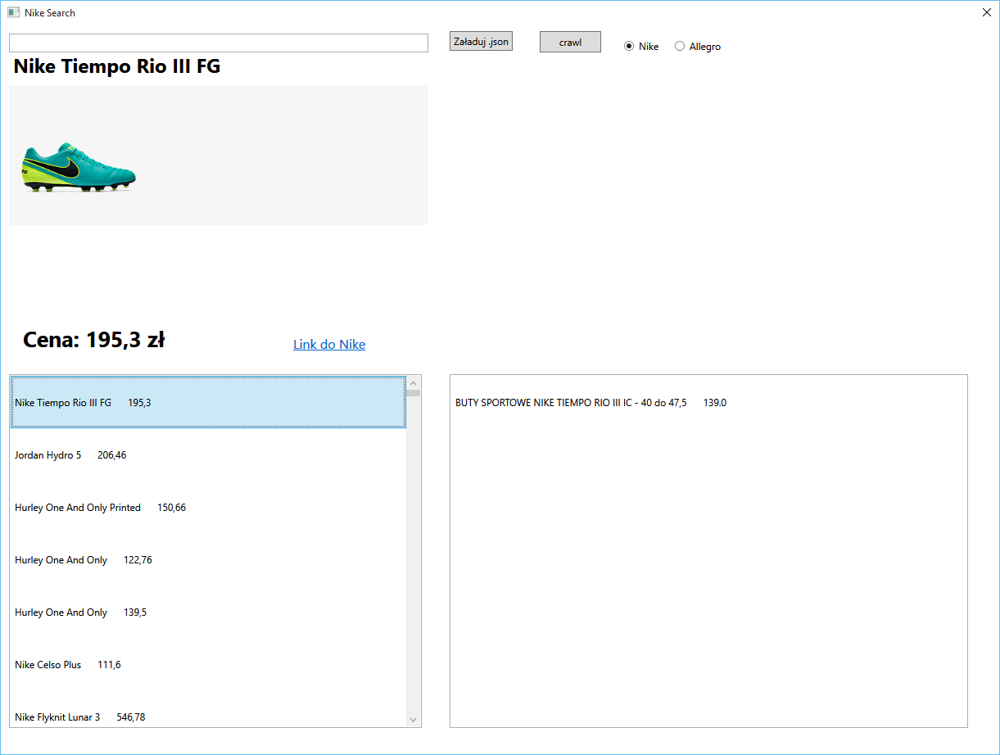 Nike Search
Załaduj .json
crawl
Nike
Allegro
Nike Tiempo Rio III FG
Cena: 195,3 zł
Link do Nike
Nike Tiempo Rio III FG 195,3
Jordan Hydro 5 206,46
Hurley One And Only Printed 150,66
Hurley One And Only 122,76
Hurley One And Only 139,5
Nike Celso Plus 111,6
Nike Flyknit Lunar 3 546,78
BUTY SPORTOWE NIKE TIEMPO RIO III IC - 40 do 47,5 139.0